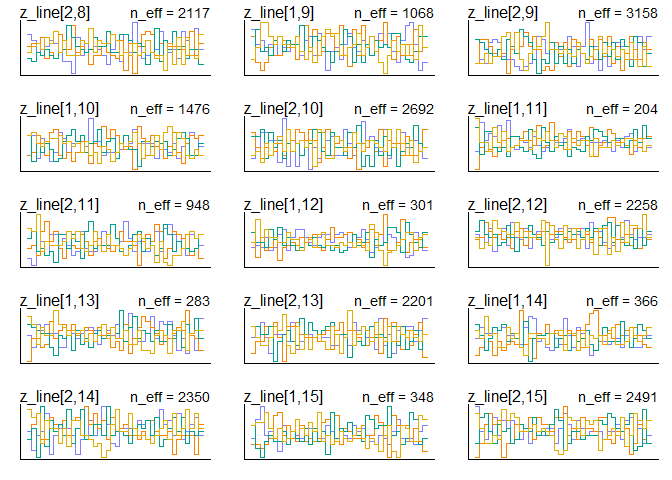 z_line[2,8] n_eff = 2117 z_line[1,9] n_eff = 1068 z_line[2,9] n_eff = 3158
z_line[1,10] n_eff = 1476 z_line[2,10] n_eff = 2692 z_line[1,11] n_eff = 204
z_line[2,11] n_eff = 948 z_line[1,12] n_eff = 301 z_line[2,12] n_eff = 2258
z_line[1,13] n_eff = 283 z_line[2,13] n_eff = 2201 z_line[1,14] n_eff = 366
z_line[2,14] n_eff = 2350 z_line[1,15] n_eff = 348 z_line[2,15] n_eff = 2491